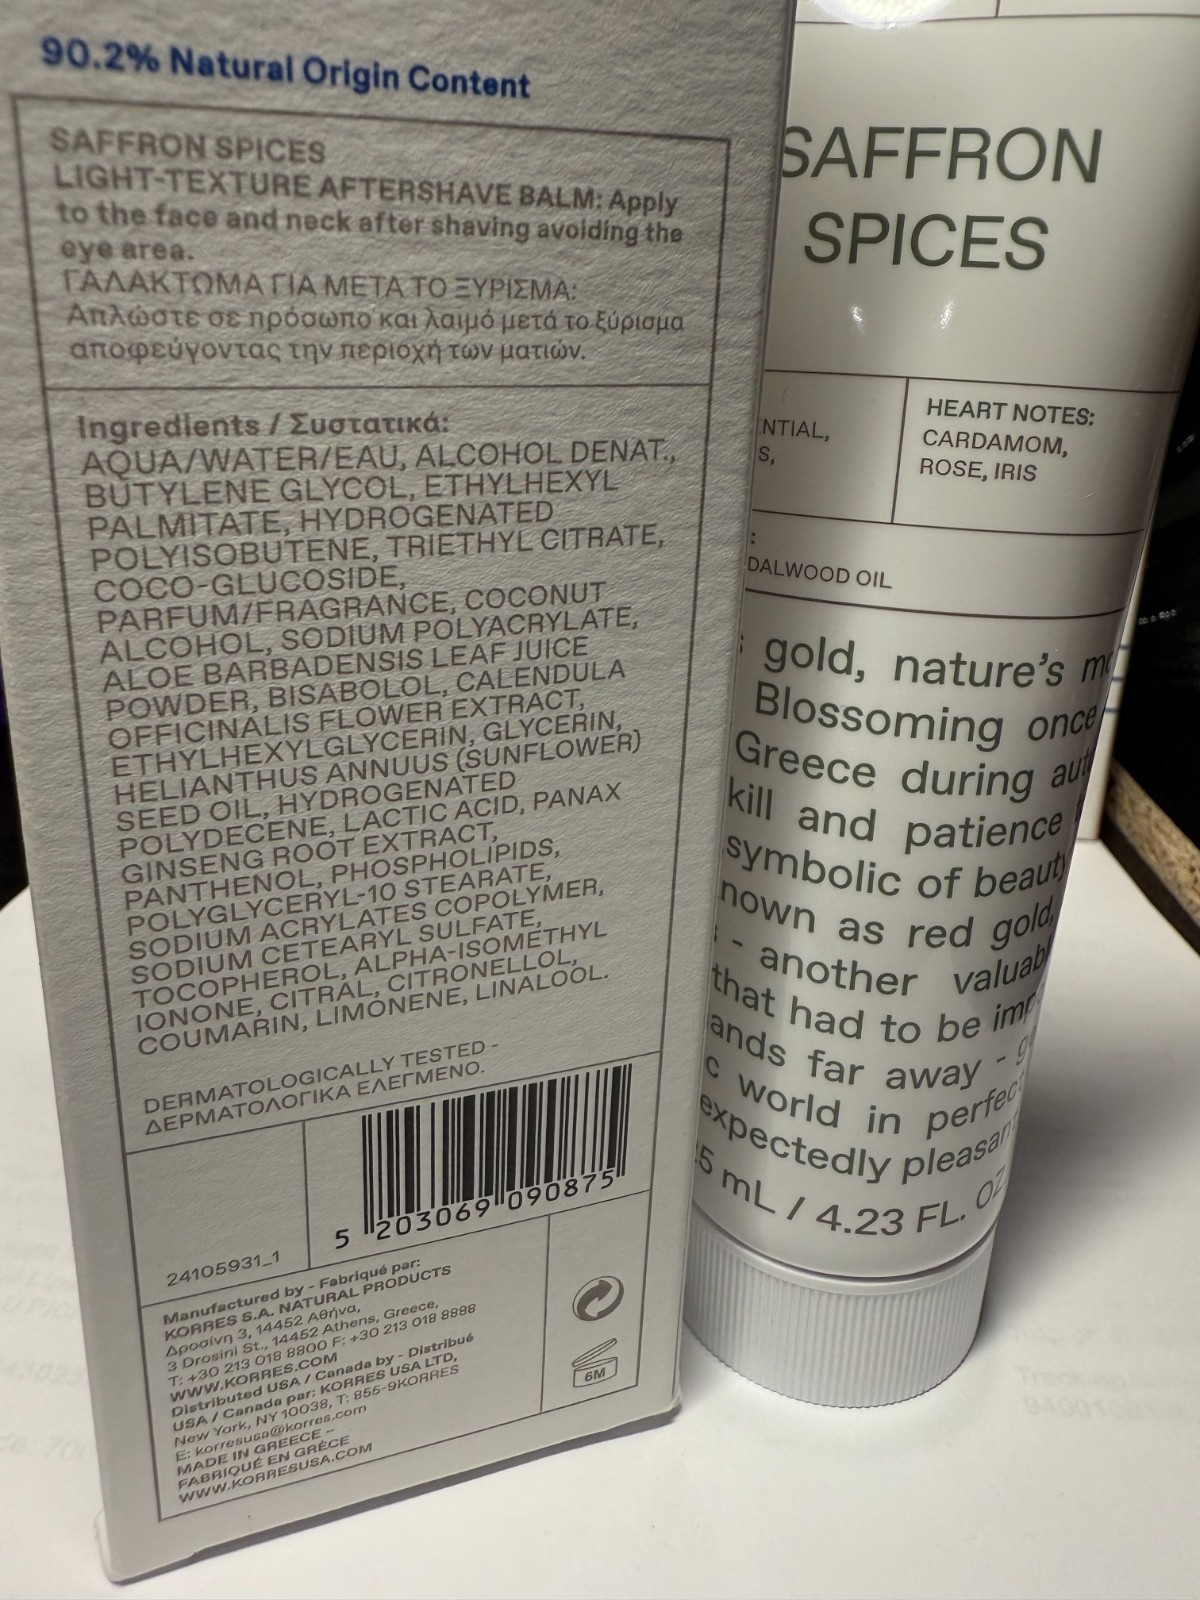 90.2% Natural Origin Content
SAFFRON SPICES
LIGHT-TEXTURE AFTERSHAVE BALM: Apply
to the face and neck after shaving avoiding the
eye area.
ΓΑΛΑΚΤΩΜΑ ΓΙΑ ΜΕΤΑ ΤΟ ΞΥΡΙΣΜΑ:
Απλώστε σε πρόσωπο και λαιμό μετά το ξύρισμα
αποφεύγοντας την περιοχή των ματιών.
Ingredients / Συστατικά:
AQUA/WATER/EAU, ALCOHOL DENAT.,
BUTYLENE GLYCOL, ETHYLHEXYL
PALMITATE, HYDROGENATED
POLYISOBUTENE, TRIETHYL CITRATE,
COCO-GLUCOSIDE,
PARFUM/FRAGRANCE, COCONUT
ALCOHOL, SODIUM POLYACRYLATE,
ALOE BARBADENSIS LEAF JUICE
POWDER, BISABOLOL, CALENDULA
OFFICINALIS FLOWER EXTRACT,
ETHYLHEXYLGLYCERIN, GLYCERIN,
HELIANTHUS ANNUUS (SUNFLOWER)
SEED OIL, HYDROGENATED
POLYDECENE, LACTIC ACID, PANAX
GINSENG ROOT EXTRACT,
PANTHENOL, PHOSPHOLIPIDS,
POLYGLYCERYL-10 STEARATE,
SODIUM ACRYLATES COPOLYMER,
SODIUM CETEARYL SULFATE,
TOCOPHEROL, ALPHA-ISOMETHYL
IONONE, CITRAL, CITRONELLOL,
COUMARIN, LIMONENE, LINALOOL.
DERMATOLOGICALLY TESTED -
ΔΕΡΜΑΤΟΛΟΓΙΚΑ ΕΛΕΓΜΕΝΟ.
5 203069 090875
24105931_1
Manufactured by - Fabriqué par:
KORRES S.A. NATURAL PRODUCTS
Δροσίνη 3, 14452 Αθήνα,
3 Drosini St., 14452 Athens, Greece,
T: +30 213 018 8800 F: +30 213 018 8888
WWW.KORRES.COM
Distributed USA / Canada by - Distribué
USA / Canada par: KORRES USA LTD,
New York, NY 10038, T: 855-9KORRES
E: korresusa@korres.com
MADE IN GREECE –
FABRIQUÉ EN GRÈCE
WWW.KORRESUSA.COM
6M
SAFFRON
SPICES
NTIAL,
S,
HEART NOTES:
CARDAMOM,
ROSE, IRIS
:
DALWOOD OIL
gold, nature's
Blossoming once
Greece during
kill and patience
symbolic of beauty
nown as red gold,
- another
that had to be
ands far away -
c world in
expectedly
5 mL / 4.23 FL. OZ.